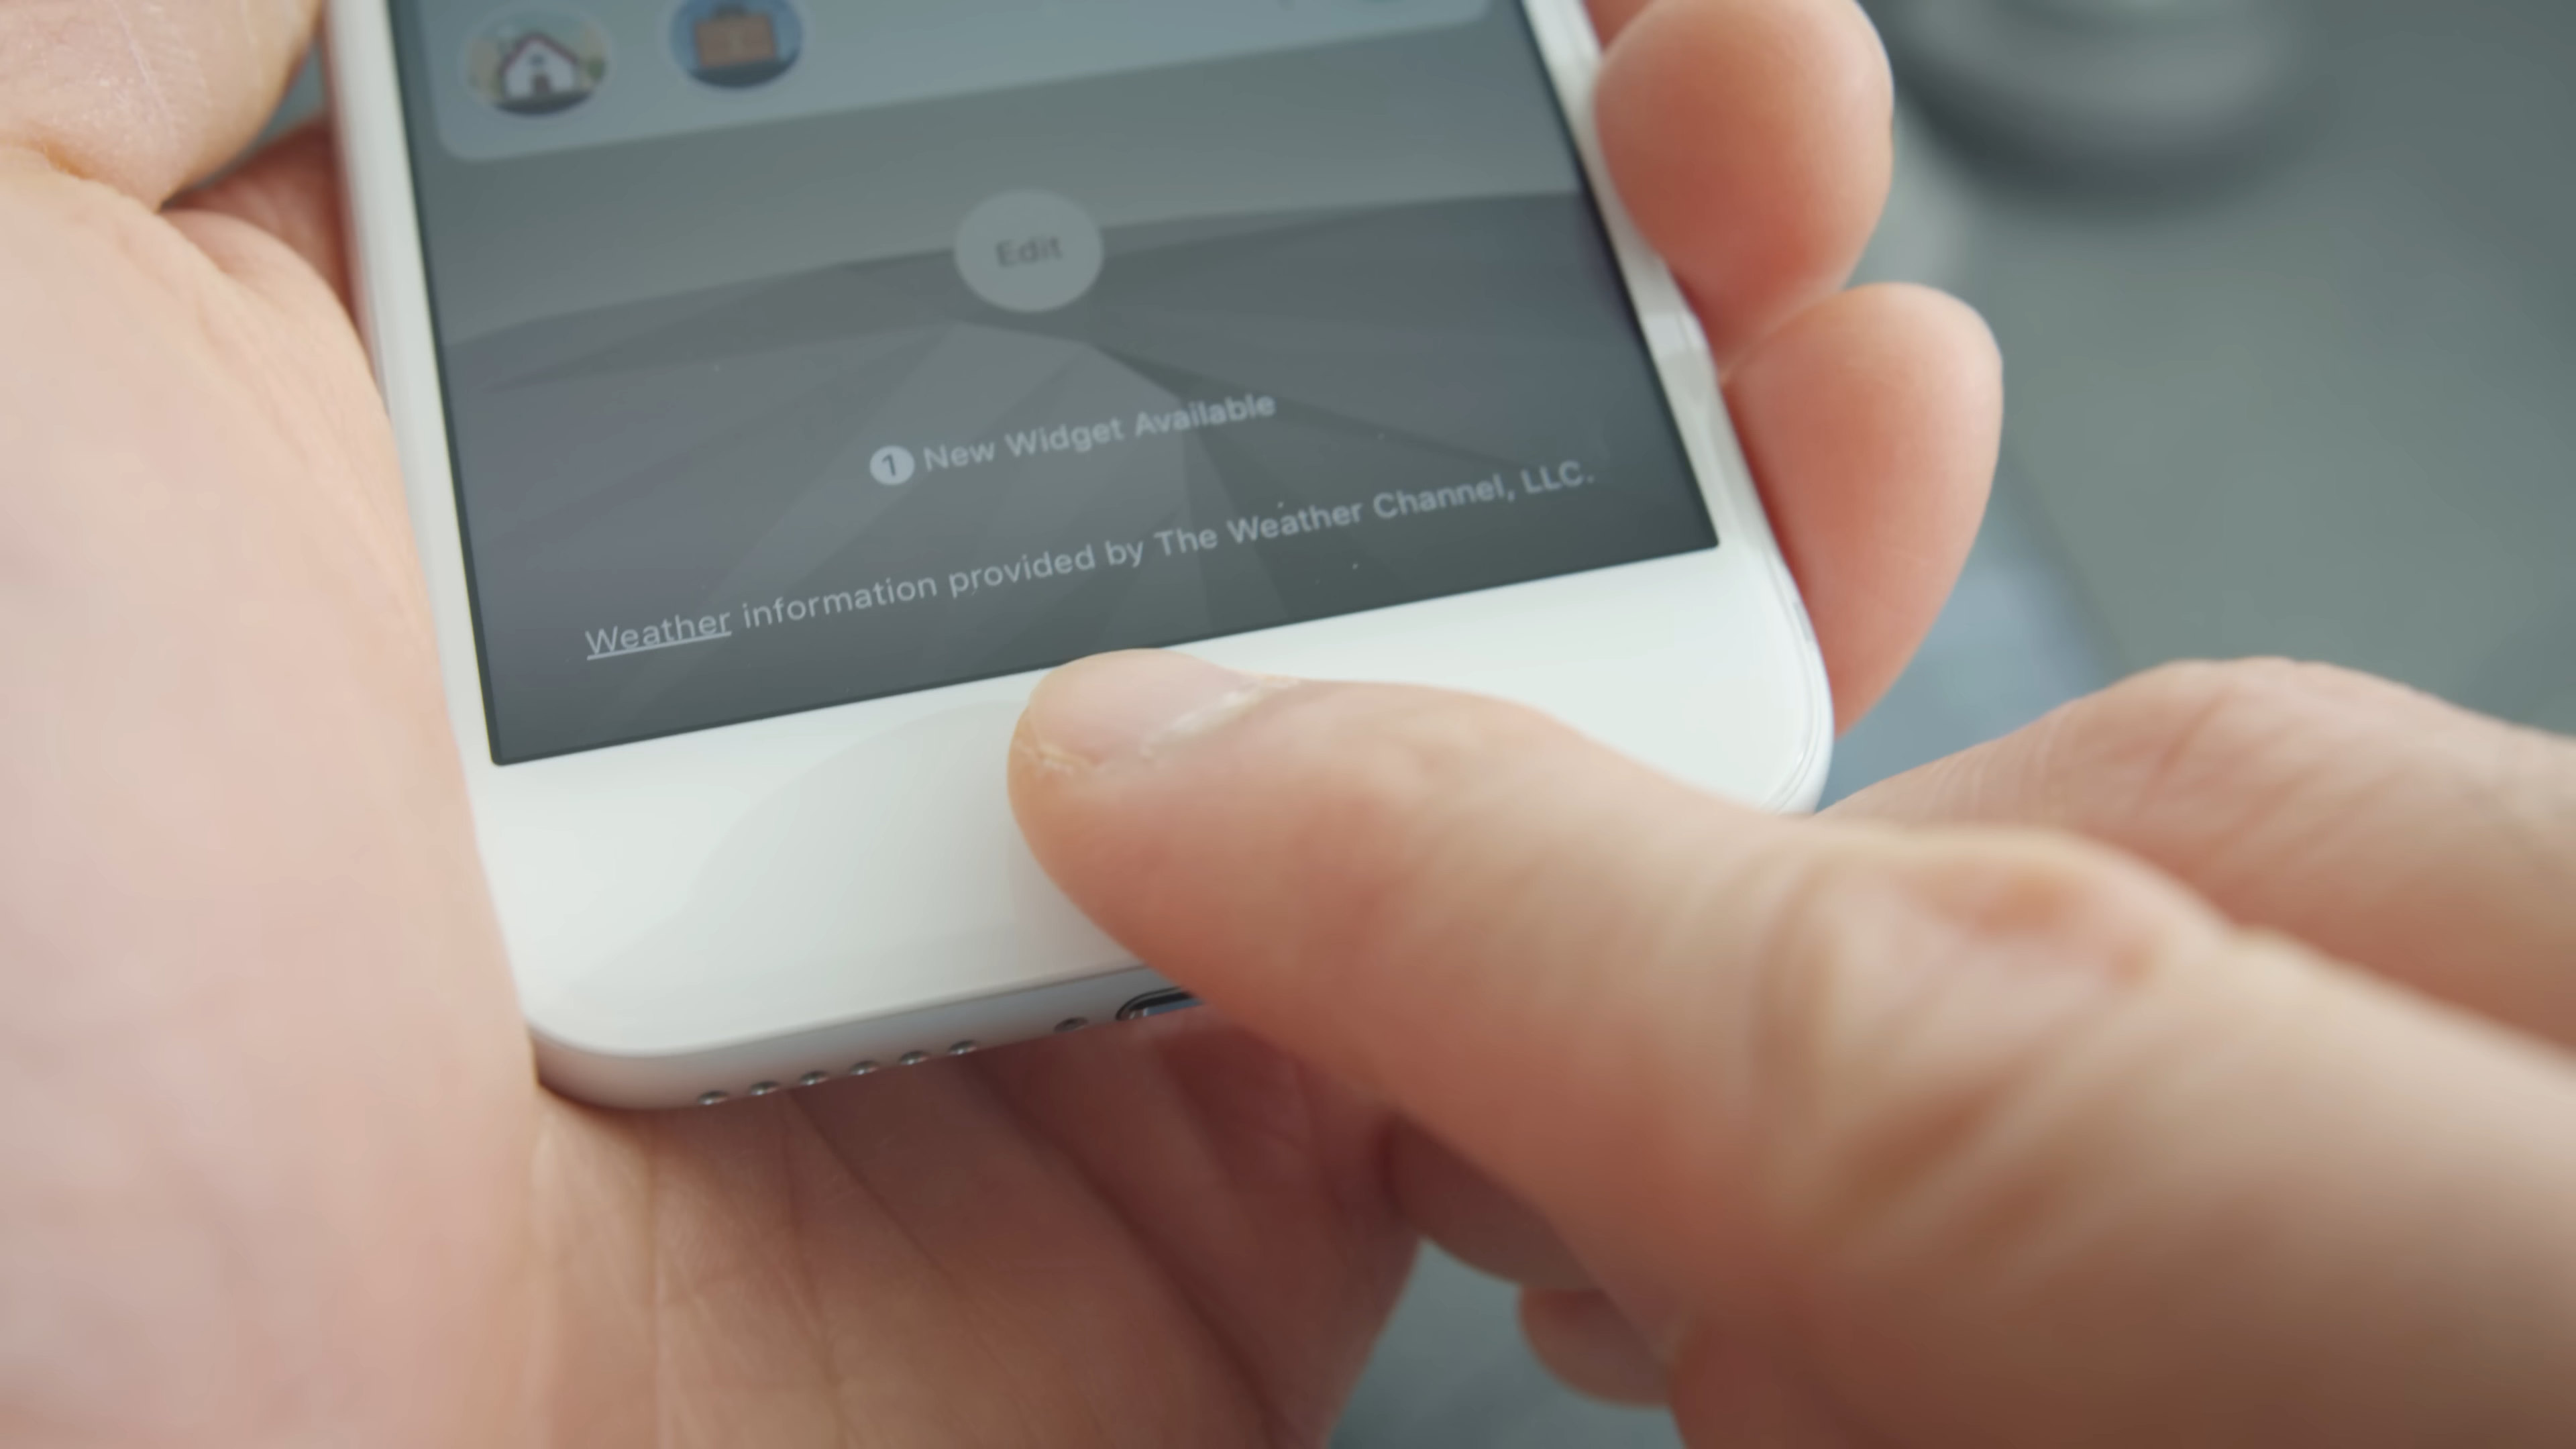 Edit
1 New Widget Available
Weather information provided by The Weather Channel, LLC.